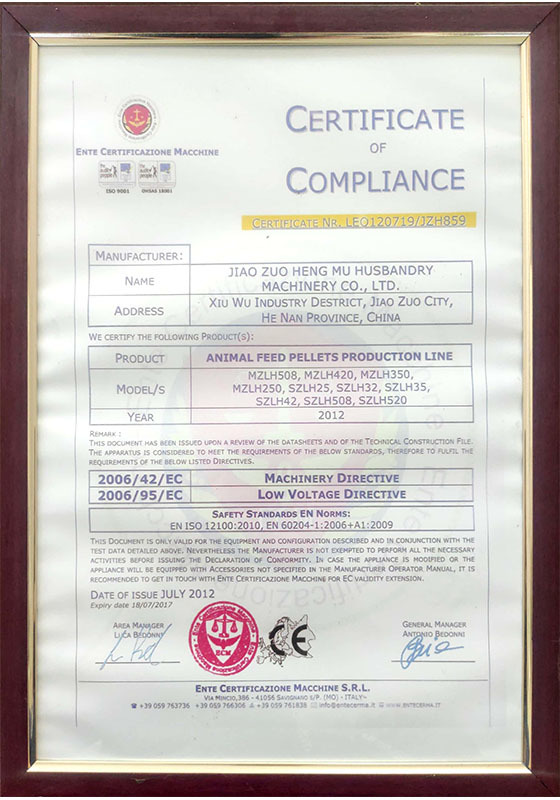 ENTE CERTIFICAZIONE MACCHINE
ISO 9001
OHSAS 18001
CERTIFICATE
OF
COMPLIANCE
CERTIFICATE NR. LEO120719/JZH859
MANUFACTURER:
NAME
JIAO ZUO HENG MU HUSBANDRY
MACHINERY CO., LTD.
ADDRESS
XIU WU INDUSTRY DESTRICT, JIAO ZUO CITY,
HE NAN PROVINCE, CHINA
WE CERTIFY THE FOLLOWING PRODUCT(S):
PRODUCT
ANIMAL FEED PELLETS PRODUCTION LINE
MODEL/S
MZLH508, MZLH420, MZLH350,
MZLH250, SZLH25, SZLH32, SZLH35,
SZLH42, SZLH508, SZLH520
YEAR
2012
REMARK :
THIS DOCUMENT HAS BEEN ISSUED UPON A REVIEW OF THE DATASHEETS AND OF THE TECHNICAL CONSTRUCTION FILE.
THE APPARATUS IS CONSIDERED TO MEET THE REQUIREMENTS OF THE BELOW STANDARDS, THEREFORE TO FULFIL THE
REQUIREMENTS OF THE BELOW LISTED DIRECTIVES.
2006/42/EC
MACHINERY DIRECTIVE
2006/95/EC
LOW VOLTAGE DIRECTIVE
SAFETY STANDARDS EN NORMS:
EN ISO 12100:2010, EN 60204-1:2006+A1:2009
THIS DOCUMENT IS ONLY VALID FOR THE EQUIPMENT AND CONFIGURATION DESCRIBED AND IN CONJUNCTION WITH THE
TEST DATA DETAILED ABOVE. NEVERTHELESS THE MANUFACTURER IS NOT EXEMPTED TO PERFORM ALL THE NECESSARY
ACTIVITIES BEFORE ISSUING THE DECLARATION OF CONFORMITY. IN CASE THE APPLIANCE IS MODIFIED OR THE
APPLIANCE WILL BE EQUIPPED WITH ACCESSORIES NOT SPECIFIED IN THE MANUFACTURER OPERATOR MANUAL, IT IS
RECOMMENDED TO GET IN TOUCH WITH ENTE CERTIFICAZIONE MACCHINE FOR EC VALIDITY EXTENSION.
DATE OF ISSUE JULY 2012
Expiry date 18/07/2017
AREA MANAGER
LUCA BEDONNI
GENERAL MANAGER
ANTONIO BEDONNI
Ente Certificazione Macchine
ECM
CE
ENTE CERTIFICAZIONE MACCHINE S.R.L.
VIA MINCIO,386 - 41056 SAVIGNANO S/P. (MO) - ITALY
+39 059 763736 +39 059 766306 +39 059 761838 info@entecerma.it WWW.ENTECERMA.IT